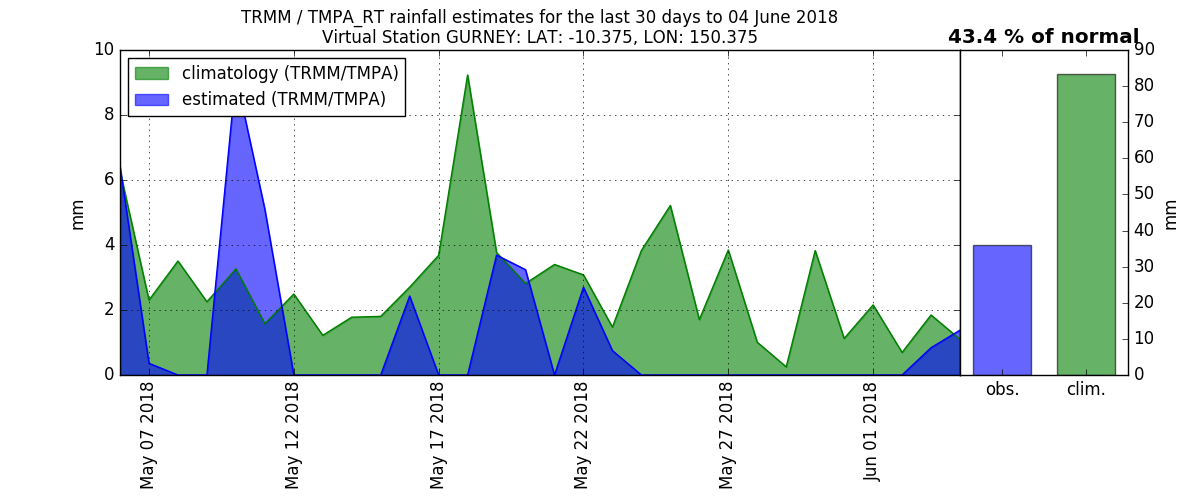 TRMM / TMPA_RT rainfall estimates for the last 30 days to 04 June 2018
Virtual Station GURNEY: LAT: -10.375, LON: 150.375
43.4 % of normal
climatology (TRMM/TMPA)
estimated (TRMM/TMPA)
10
8
6
4
2
0
mm
May 07 2018
May 12 2018
May 17 2018
May 22 2018
May 27 2018
Jun 01 2018
90
80
70
60
50
40
30
20
10
0
mm
obs.
clim.